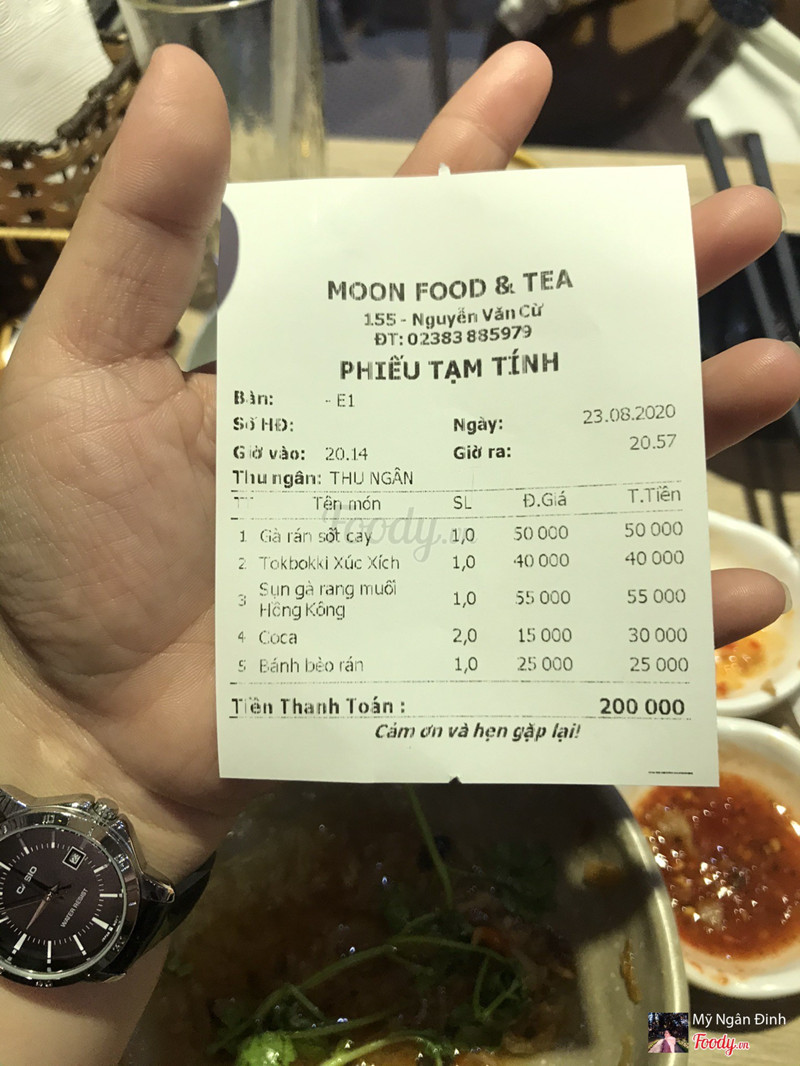 MOON FOOD & TEA
155 - Nguyễn Văn Cừ
ĐT: 02383 885979
PHIẾU TẠM TÍNH
Bàn: - E1
Số HĐ: Ngày: 23.08.2020
Giờ vào: 20.14 Giờ ra: 20.57
Thu ngân: THU NGÂN
Tên món SL Đ.Giá T.Tiền
1 Gà rán sốt cay 1,0 50 000 50 000
2 Tokbokki Xúc Xích 1,0 40 000 40 000
3 Sụn gà rang muối Hồng Kông 1,0 55 000 55 000
4 Coca 2,0 15 000 30 000
5 Bánh bèo rán 1,0 25 000 25 000
Tiền Thanh Toán : 200 000
Cảm ơn và hẹn gặp lại!
Foody.vn
CASIO
WATER RESIST
Mỹ Ngân Đinh
Foody.vn